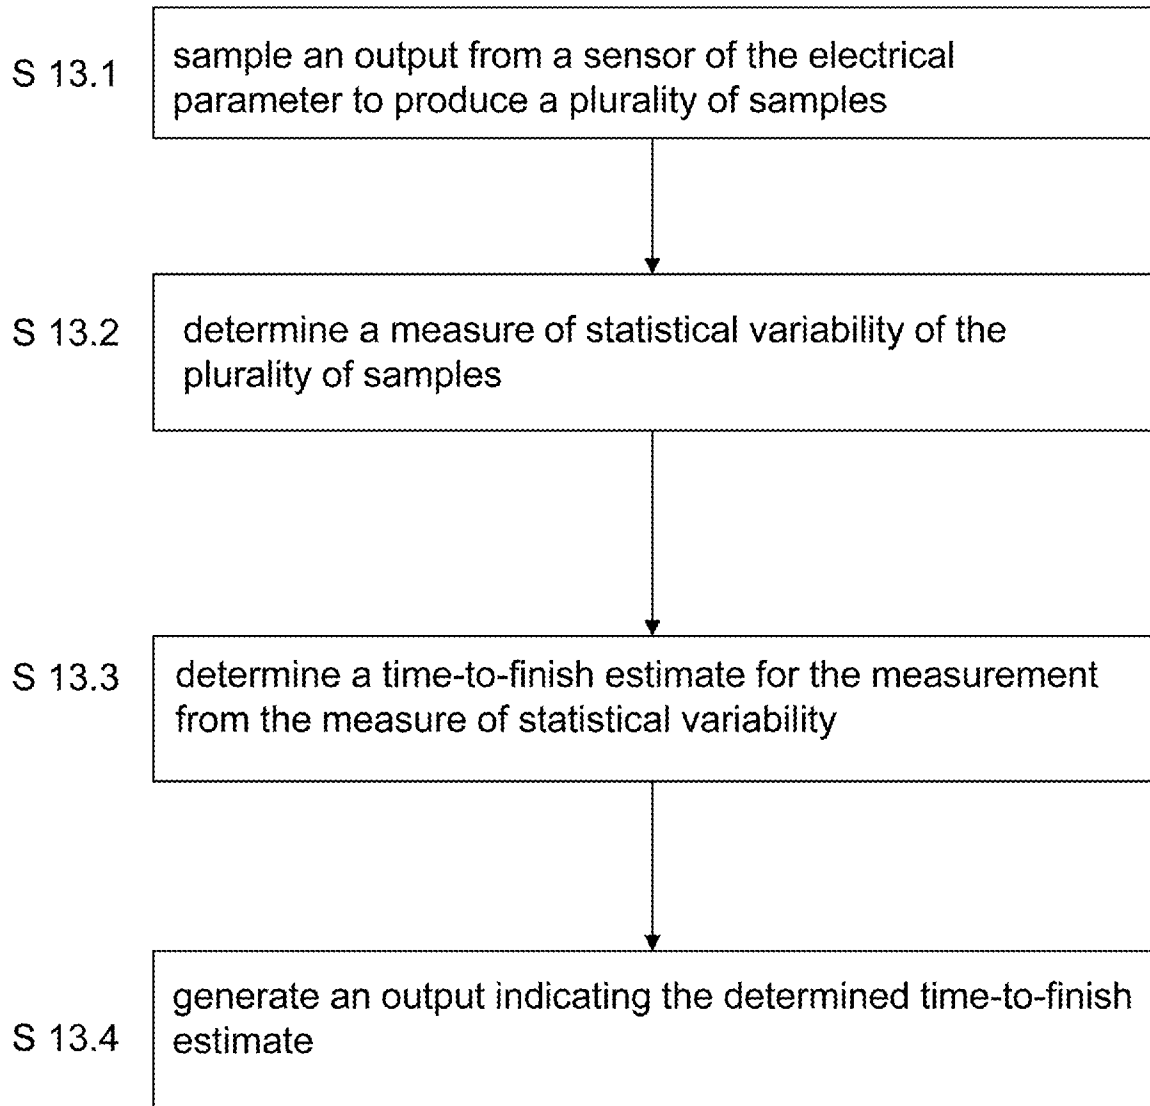 S 13.1
sample an output from a sensor of the electrical
parameter to produce a plurality of samples
S 13.2
determine a measure of statistical variability of the
plurality of samples
S 13.3
determine a time-to-finish estimate for the measurement
from the measure of statistical variability
S 13.4
generate an output indicating the determined time-to-finish
estimate